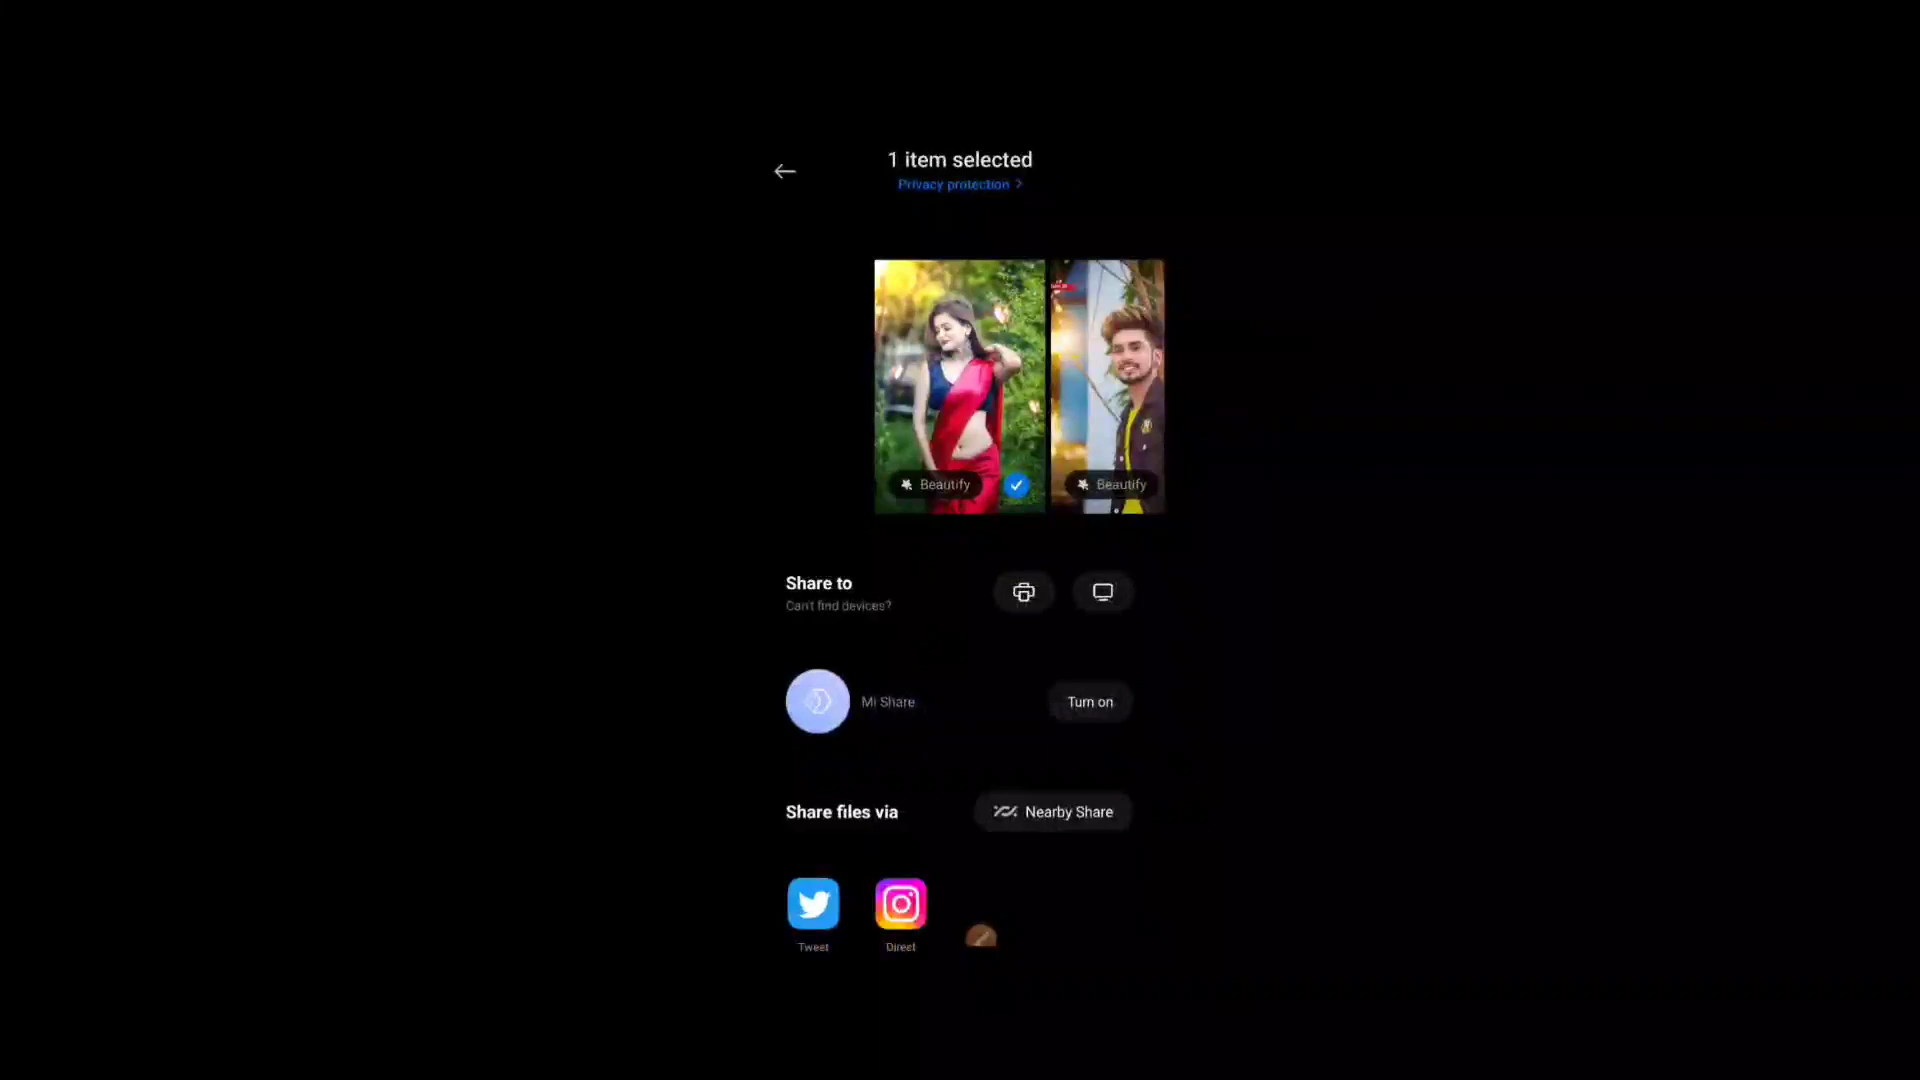 1 item selected
Privacy protection >
Beautify
Beautify
Share to
Can't find devices?
Mi Share
Turn on
Share files via
Nearby Share
Tweet
Direct